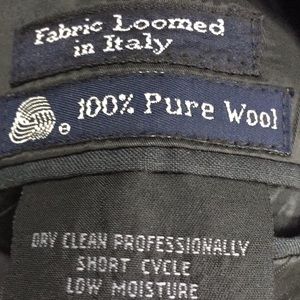 Fabric Loomed
in Italy
100% Pure Wool
DRY CLEAN PROFESSIONALLY
SHORT CYCLE
LOW MOISTURE